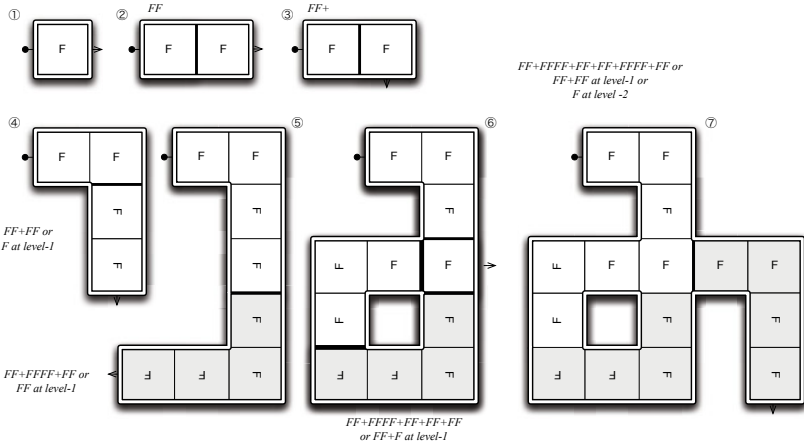 ①
②
FF
③
FF+
F
F F
F F
FF+FFFF+FF+FF+FFFF+FF or
FF+FF at level-1 or
F at level -2
④
⑤
⑥
⑦
F F
F
F
FF+FF or
F at level-1
F F
F
F
F
F F F
FF+FFFF+FF or
FF at level-1
F F
F
F F F F
F F
F F F
FF+FFFF+FF+FF+FF
or FF+F at level-1
F F
F
F F F F F
F F F
F F F F